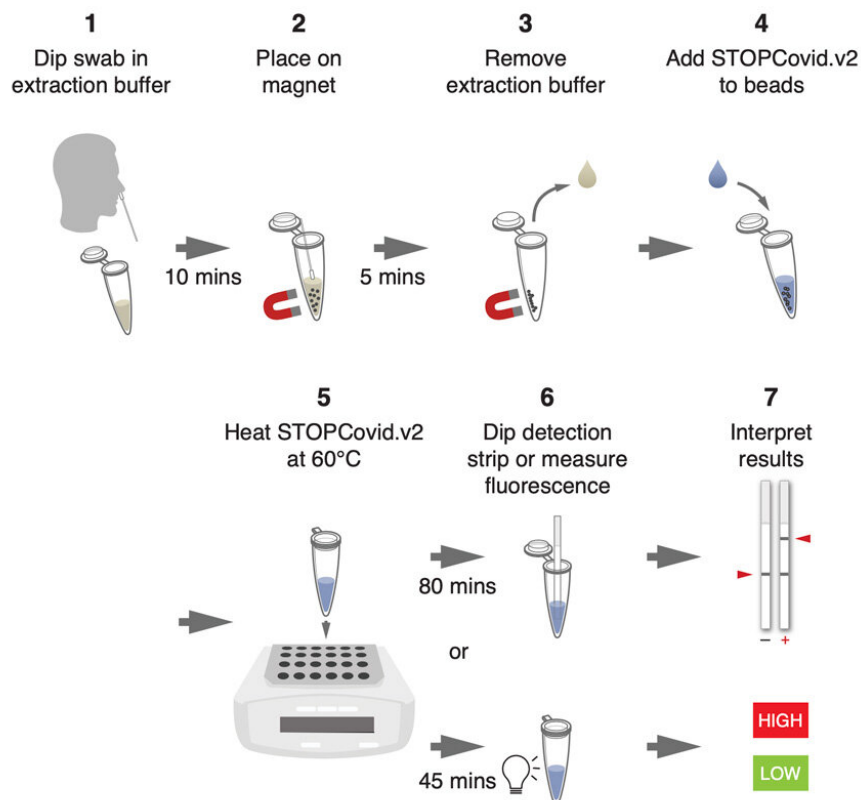 1
Dip swab in
extraction buffer
2
Place on
magnet
3
Remove
extraction buffer
4
Add STOPCovid.v2
to beads
10 mins
5 mins
5
Heat STOPCovid.v2
at 60°C
6
Dip detection
strip or measure
fluorescence
7
Interpret
results
80 mins
or
45 mins
− +
HIGH
LOW